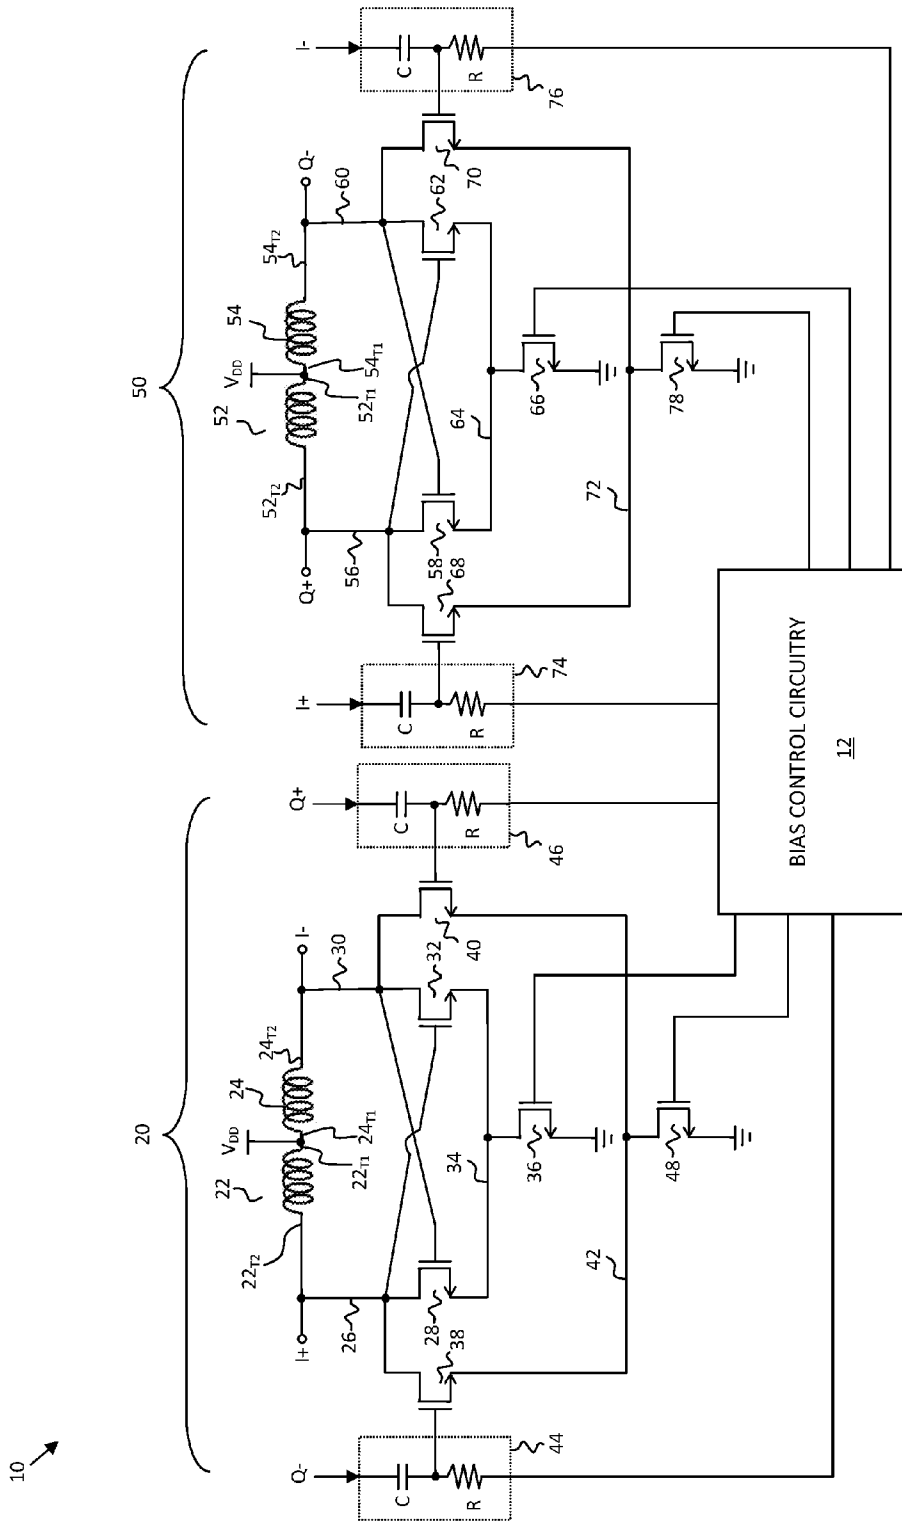 10
20
I+
22T2
22
VDD
22T1
24T1
24
24T2
I-
26
30
28
38
32
40
34
36
42
48
Q-
C
R
44
Q+
C
R
46
50
Q+
52T2
52
VDD
52T1
54T1
54
54T2
Q-
56
60
58
68
62
70
64
66
72
78
I+
C
R
74
I-
C
R
76
BIAS CONTROL CIRCUITRY
12